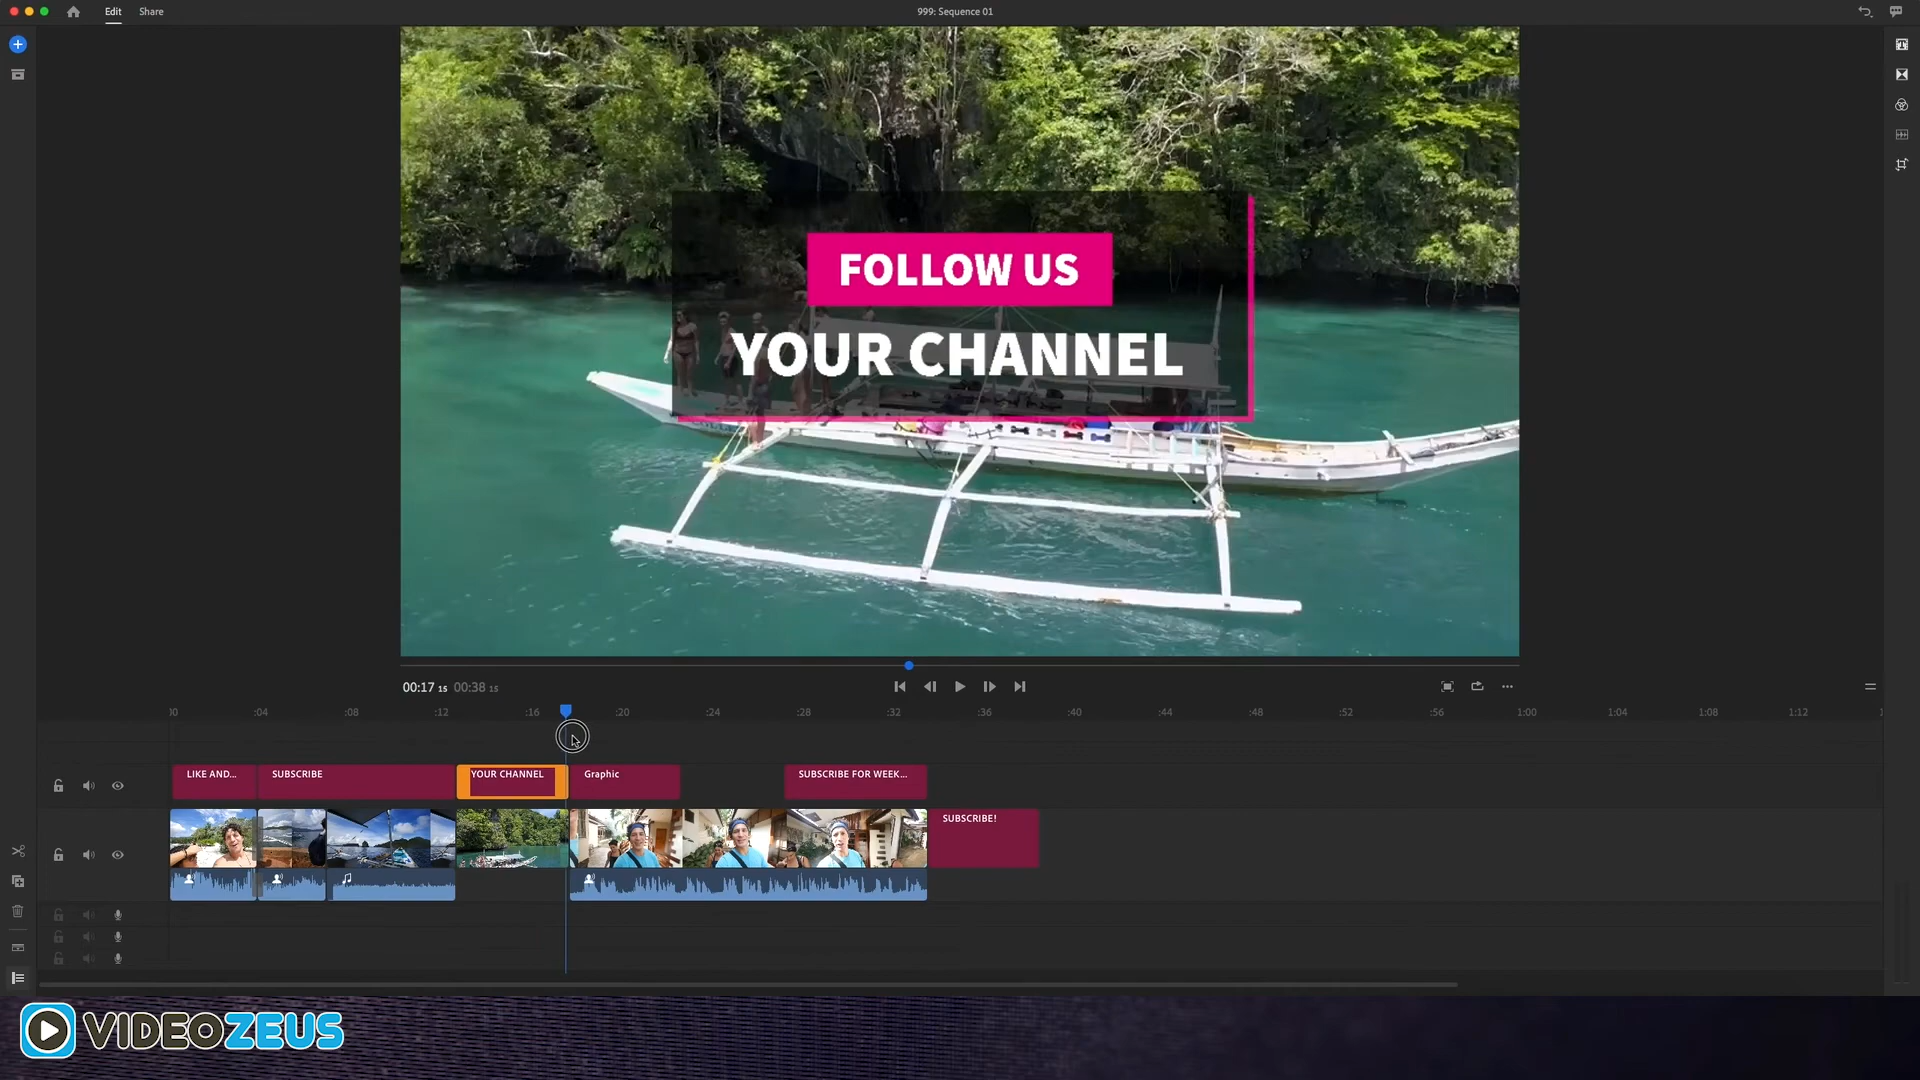 Edit Share 999: Sequence 01
FOLLOW US
YOUR CHANNEL
00:17 15 00:38 15
:00 :04 :08 :12 :16 :20 :24 :28 :32 :36 :40 :44 :48 :52 :56 1:00 1:04 1:08 1:12
LIKE AND... SUBSCRIBE YOUR CHANNEL Graphic SUBSCRIBE FOR WEEK...
SUBSCRIBE!
VIDEOZEUS